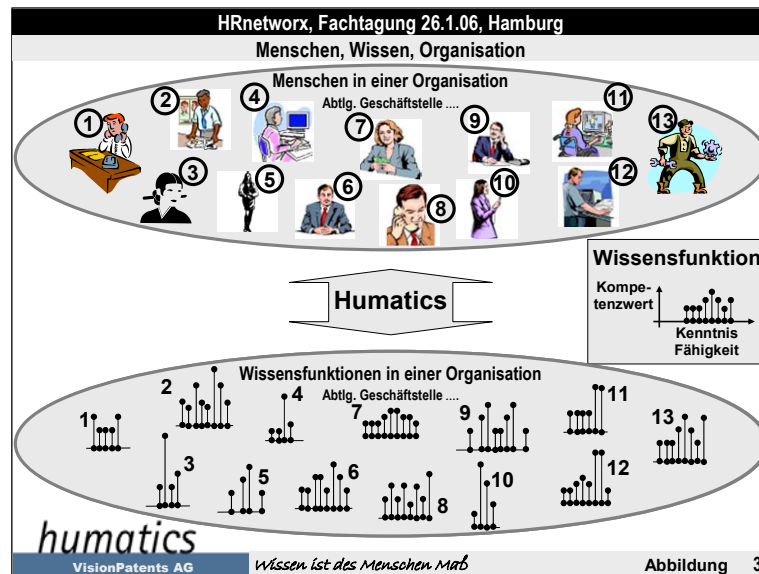 HRnetworx, Fachtagung 26.1.06, Hamburg
Menschen, Wissen, Organisation
Menschen in einer Organisation
Abtlg. Geschäftstelle ....
1
2
3
4
5
6
7
8
9
10
11
12
13
Humatics
Wissensfunktion
Kompe-
tenzwert
Kenntnis
Fähigkeit
Wissensfunktionen in einer Organisation
Abtlg. Geschäftstelle ....
1
2
3
4
5
6
7
8
9
10
11
12
13
humatics
VisionPatents AG
Wissen ist des Menschen Maß
Abbildung 3